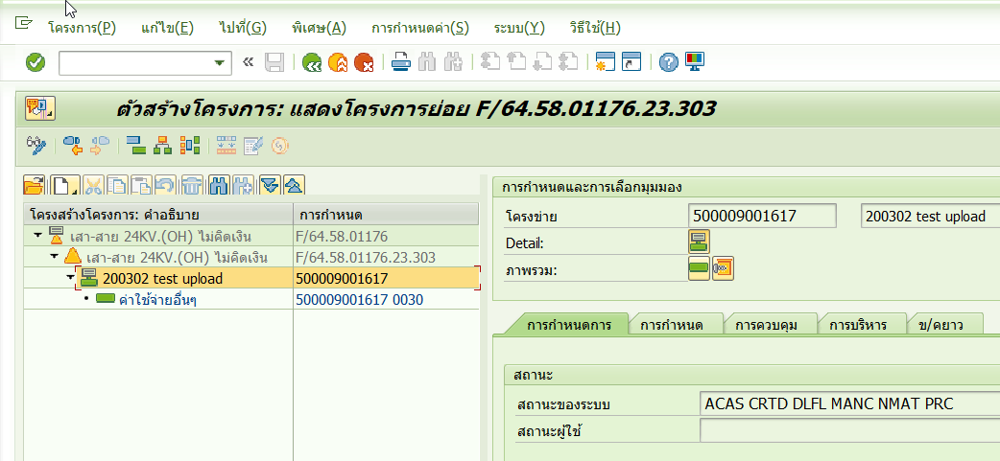 โครงการ(P) แก้ไข(E) ไปที่(G) พิเศษ(A) การกำหนดค่า(S) ระบบ(Y) วิธีใช้(H)
ตัวสร้างโครงการ: แสดงโครงการย่อย F/64.58.01176.23.303
โครงสร้างโครงการ: คำอธิบาย การกำหนด
เสา-สาย 24KV.(OH) ไม่คิดเงิน F/64.58.01176
เสา-สาย 24KV.(OH) ไม่คิดเงิน F/64.58.01176.23.303
200302 test upload 500009001617
ค่าใช้จ่ายอื่นๆ 500009001617 0030
การกำหนดและการเลือกมุมมอง
โครงข่าย 500009001617 200302 test upload
Detail:
ภาพรวม:
การกำหนดการ การกำหนด การควบคุม การบริหาร ข/คยาว
สถานะ
สถานะของระบบ ACAS CRTD DLFL MANC NMAT PRC
สถานะผู้ใช้